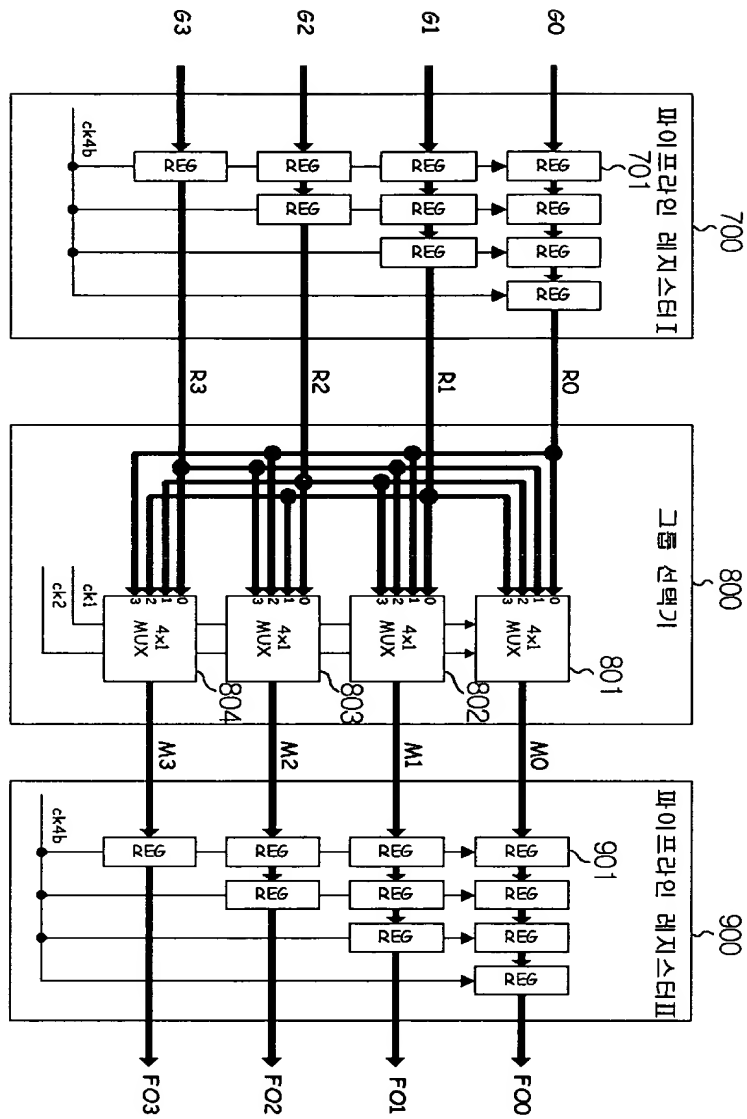 700
파이프라인 레지스터 I
701
G0
REG
REG
REG
REG
R0
G1
REG
REG
REG
R1
G2
REG
REG
R2
G3
REG
R3
ck4b
800
그룹 선택기
801
0
1
2
3
4x1
MUX
M0
802
0
1
2
3
4x1
MUX
M1
803
0
1
2
3
4x1
MUX
M2
804
0
1
2
3
4x1
MUX
M3
ck1
ck2
900
파이프라인 레지스터 II
901
REG
REG
REG
REG
FO0
REG
REG
REG
FO1
REG
REG
FO2
REG
FO3
ck4b